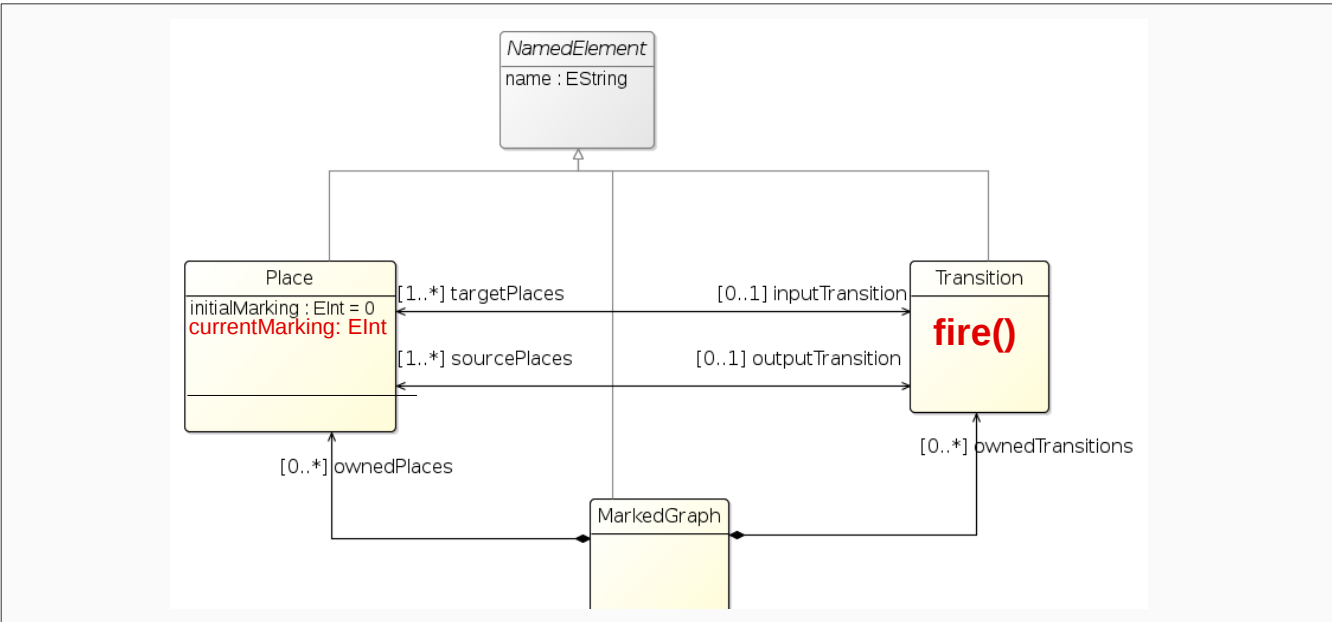 NamedElement
name : EString
Place
initialMarking : EInt = 0
currentMarking: EInt
[1..*] targetPlaces
[0..1] inputTransition
[1..*] sourcePlaces
[0..1] outputTransition
Transition
fire()
[0..*] ownedPlaces
[0..*] ownedTransitions
MarkedGraph